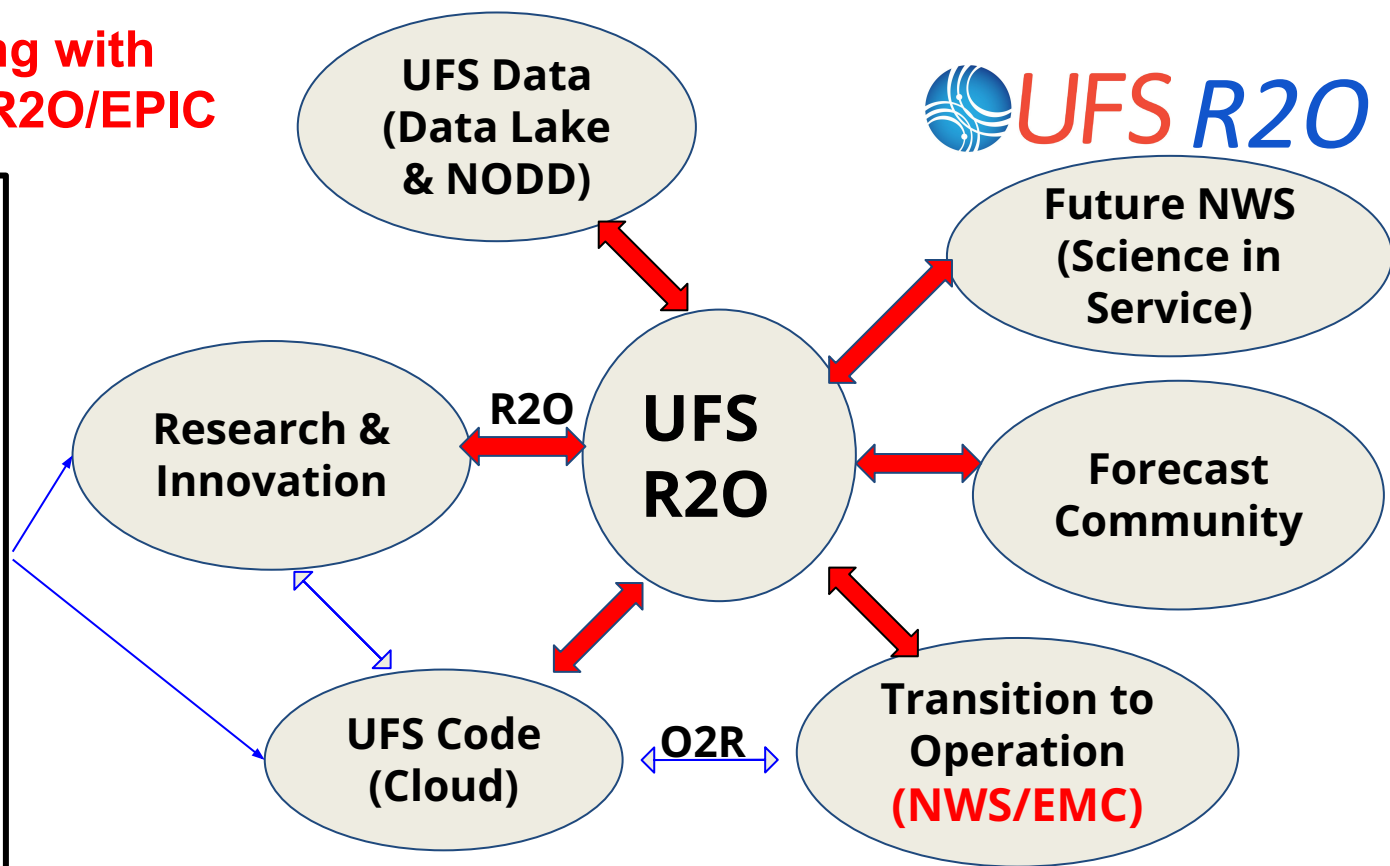 with
R2O/EPIC
UFS Data
(Data Lake
& NODD)
UFS R2O
Future NWS
(Science in
Service)
R2O
Research &
Innovation
UFS
R2O
Forecast
Community
UFS Code
(Cloud)
O2R
Transition to
Operation
(NWS/EMC)